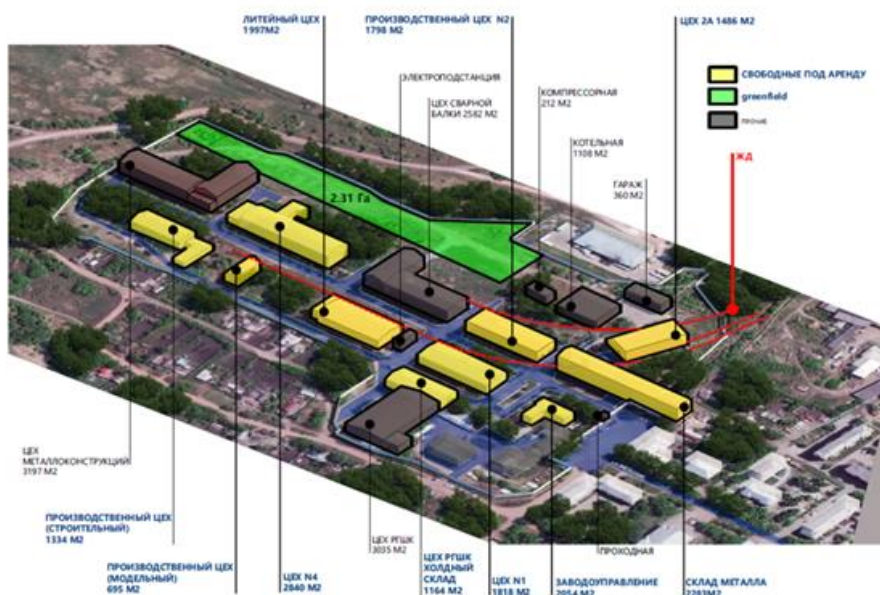 ЛИТЕЙНЫЙ ЦЕХ
1997М2
ПРОИЗВОДСТВЕННЫЙ ЦЕХ N2
1798 М2
ЦЕХ 2А 1486 М2
ЭЛЕКТРОПОДСТАНЦИЯ
ЦЕХ СВАРНОЙ
БАЛКИ 2582 М2
КОМПРЕССОРНАЯ
212 М2
КОТЕЛЬНАЯ
1108 М2
ГАРАЖ
360 М2
СВОБОДНЫЕ ПОД АРЕНДУ
greenfield
ПРОЧИЕ
ЖД
2.31 Га
ЦЕХ
МЕТАЛЛОКОНСТРУКЦИЙ
3197 М2
ПРОИЗВОДСТВЕННЫЙ ЦЕХ
(СТРОИТЕЛЬНЫЙ)
1334 М2
ПРОИЗВОДСТВЕННЫЙ ЦЕХ
(МОДЕЛЬНЫЙ)
695 М2
ЦЕХ N4
2840 М2
ЦЕХ РГШК
3035 М2
ЦЕХ РГШК
ХОЛДНЫЙ
СКЛАД
1164 М2
ЦЕХ N1
1818 М2
ЗАВОДОУПРАВЛЕНИЕ
2054 М2
ПРОХОДНАЯ
СКЛАД МЕТАЛЛА
2283М2